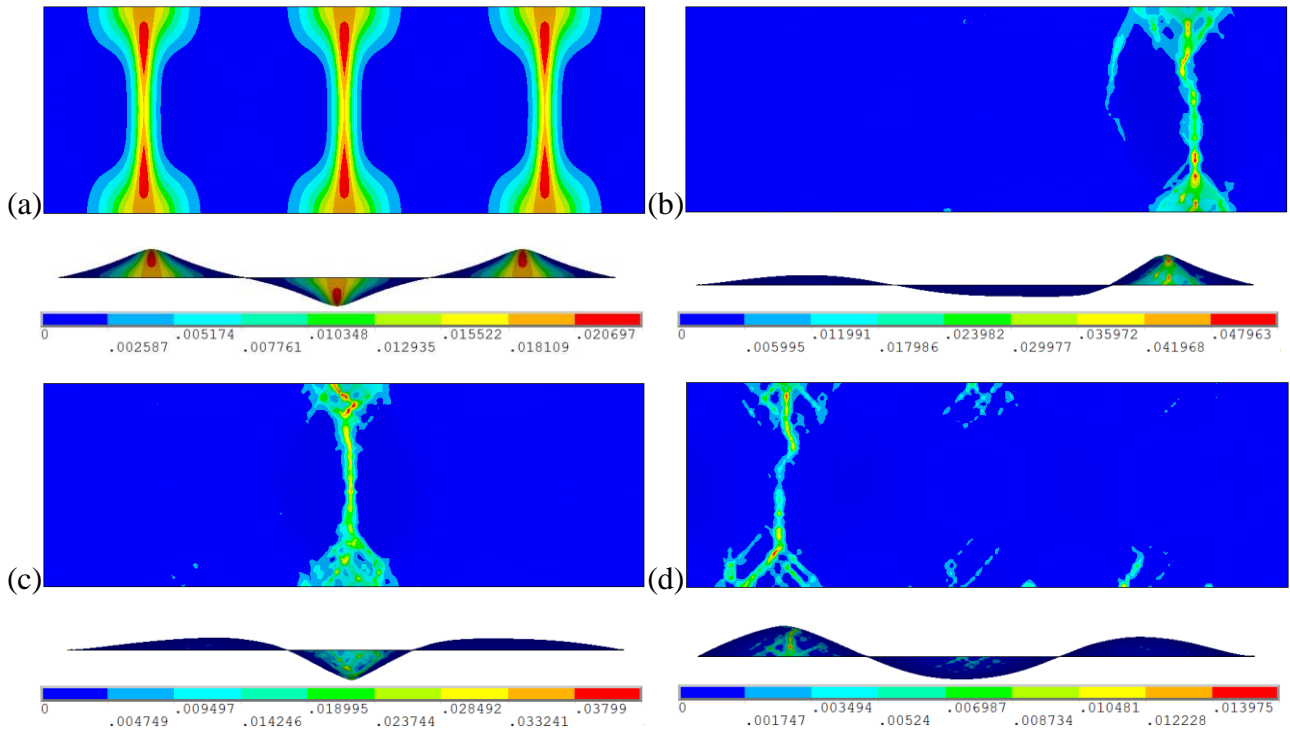 (a)
(b)
0 .005174 .010348 .015522 .020697
.002587 .007761 .012935 .018109
0 .011991 .023982 .035972 .047963
.005995 .017986 .029977 .041968
(c)
(d)
0 .009497 .018995 .028492 .03799
.004749 .014246 .023744 .033241
0 .003494 .006987 .010481 .013975
.001747 .00524 .008734 .012228